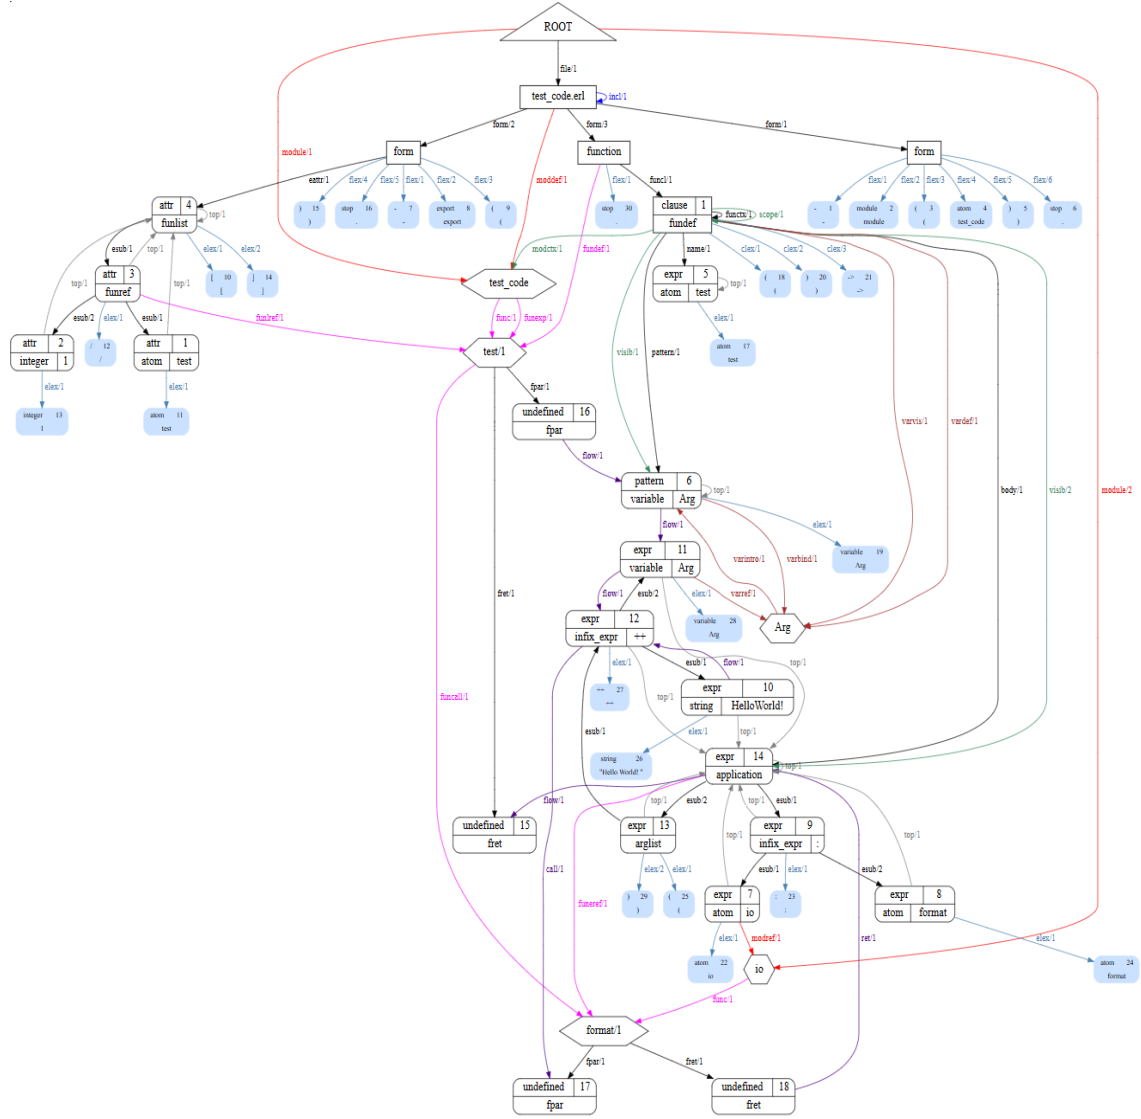 ROOT
file/1
test_code.erl
incl/1
form/2
form/3
form/1
module/1
moddef/1
form
function
form
eattr/1
flex/4
flex/5
flex/1
flex/2
flex/3
flex/1
funcl/1
flex/1
flex/2
flex/3
flex/4
flex/5
flex/6
) 15
)
stop 16
.
- 7
-
export 8
export
( 9
(
stop 30
.
- 1
-
module 2
module
( 3
(
atom 4
test_code
) 5
)
stop 6
.
attr 4
funlist
top/1
clause 1
fundef
functx/1
scope/1
esub/1
top/1
elex/1
elex/2
modctx/1
fundef/1
name/1
clex/1
clex/2
clex/3
attr 3
funref
[ 10
[
] 14
]
top/1
top/1
test_code
expr 5
atom test
top/1
( 18
(
) 20
)
-> 21
->
esub/2
elex/1
esub/1
funlref/1
func/1
funexp/1
elex/1
attr 2
integer 1
/ 12
/
attr 1
atom test
test/1
visib/1
pattern/1
atom 17
test
elex/1
elex/1
fpar/1
integer 13
1
atom 11
test
undefined 16
fpar
varvis/1
vardef/1
flow/1
body/1
visib/2
module/2
pattern 6
variable Arg
top/1
flow/1
elex/1
expr 11
variable Arg
varintro/1
varbind/1
variable 19
Arg
fret/1
flow/1
esub/2
elex/1
varref/1
expr 12
infix_expr ++
variable 28
Arg
Arg
elex/1
esub/1
flow/1
top/1
funcall/1
++ 27
++
expr 10
string HelloWorld!
esub/1
top/1
elex/1
top/1
string 26
"Hello World! "
expr 14
application
top/1
flow/1
top/1
esub/2
top/1
esub/1
undefined 15
fret
expr 13
arglist
expr 9
infix_expr :
top/1
top/1
call/1
elex/2
elex/1
esub/1
elex/1
esub/2
) 29
)
( 25
(
funeref/1
expr 7
atom io
: 23
:
expr 8
atom format
elex/1
modref/1
ret/1
elex/1
atom 22
io
io
atom 24
format
func/1
format/1
fpar/1
fret/1
undefined 17
fpar
undefined 18
fret